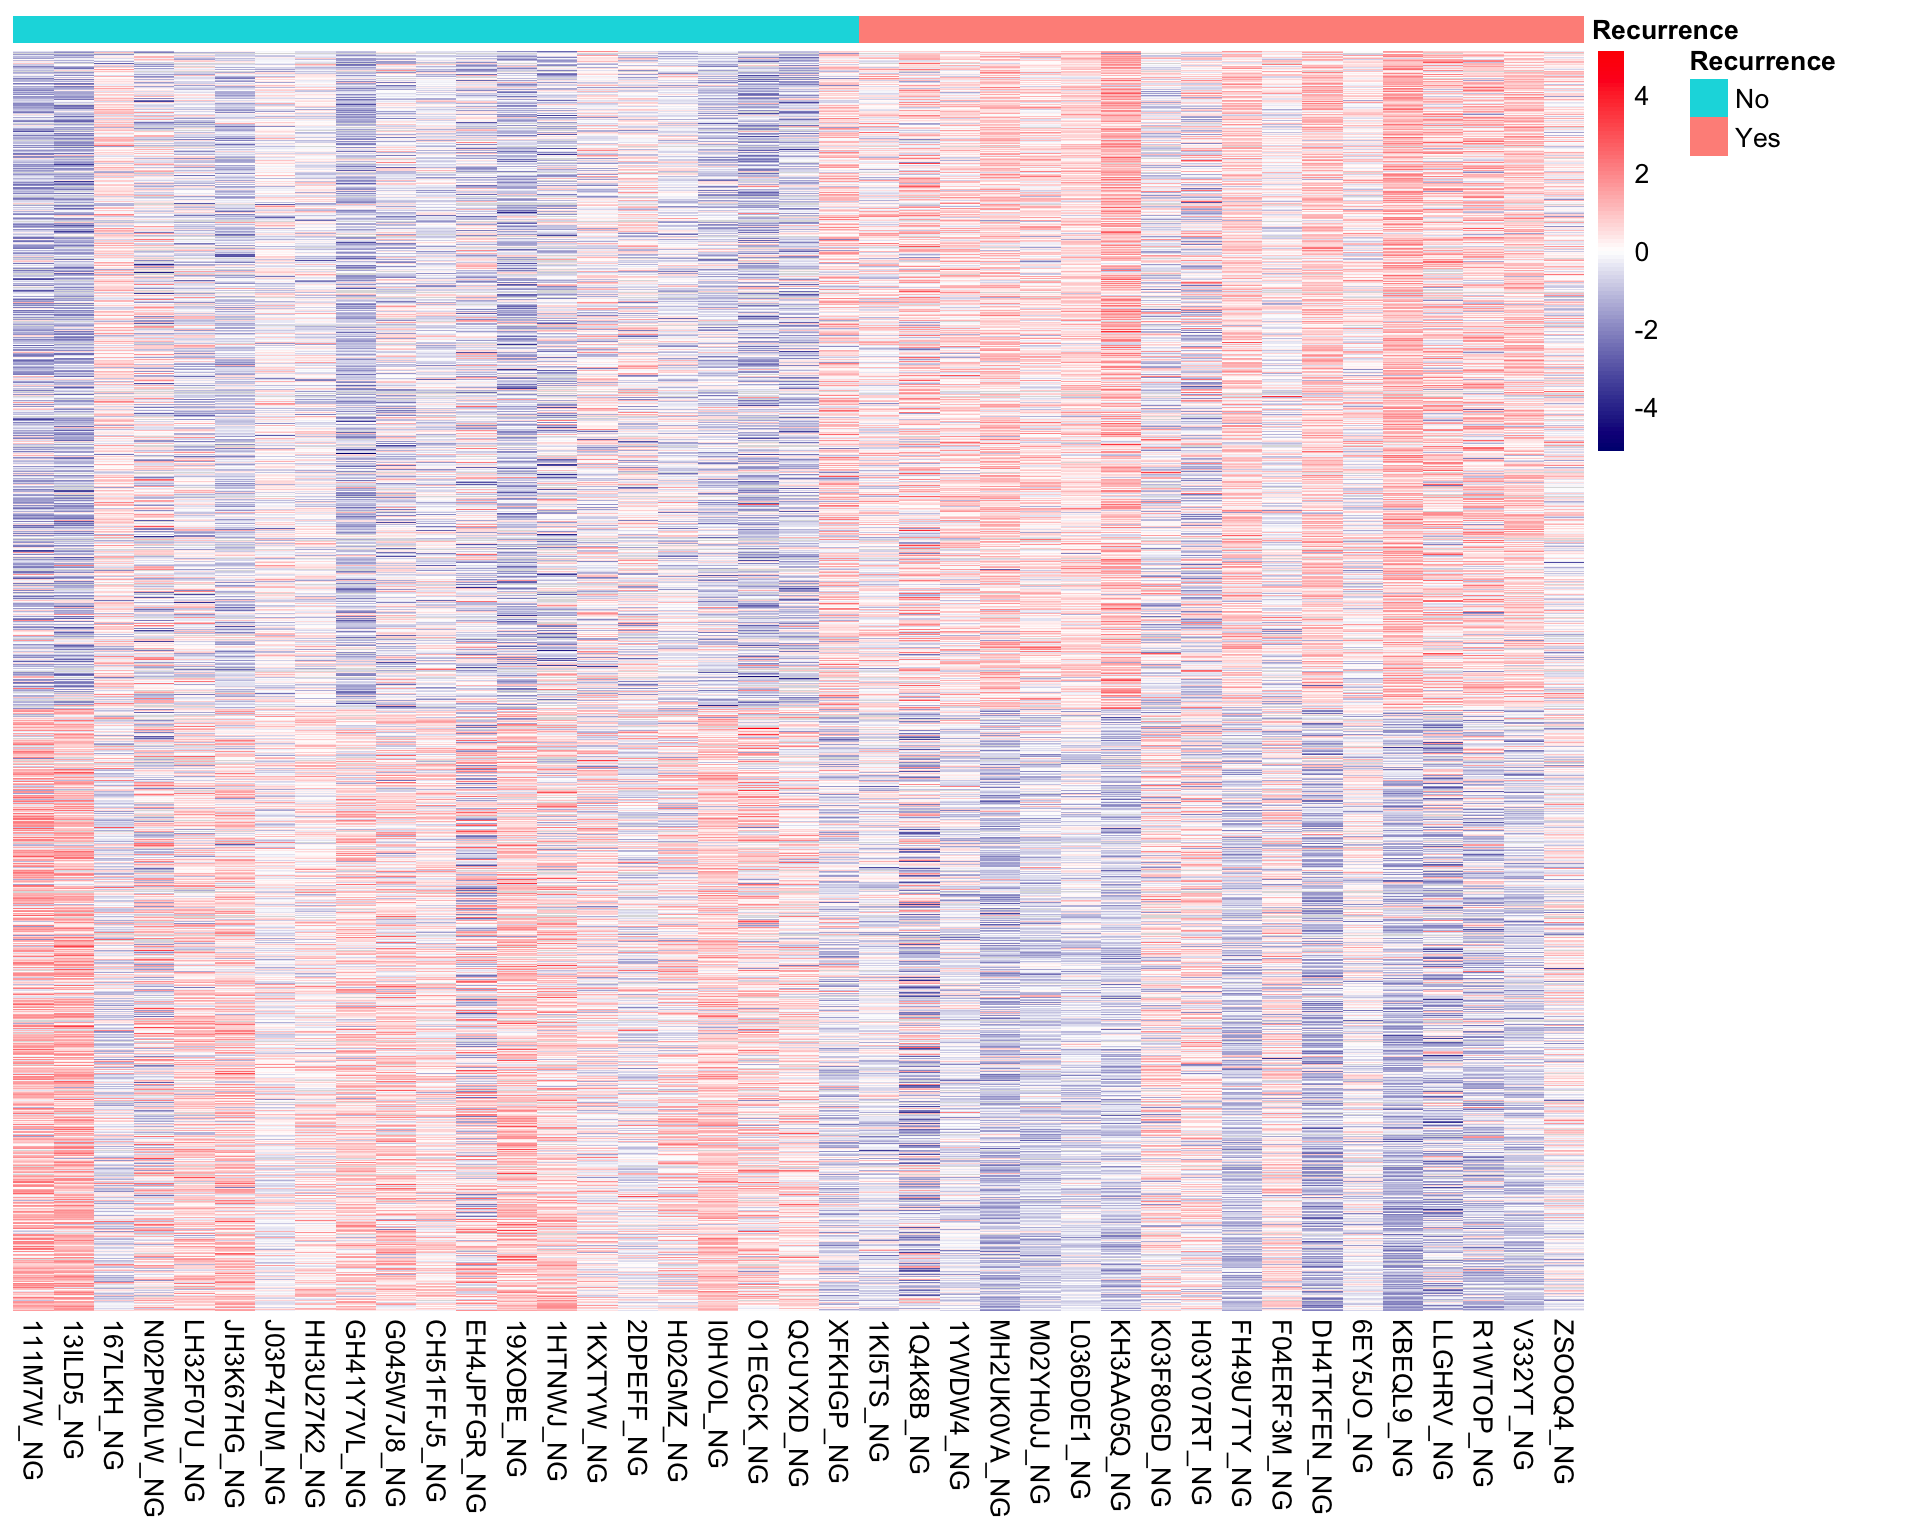 Recurrence
Recurrence
No
Yes
4
2
0
-2
-4
111M7W_NG
13ILD5_NG
167LKH_NG
N02PM0LW_NG
LH32F07U_NG
JH3K67HG_NG
J03P47UM_NG
HH3U27K2_NG
GH41Y7VL_NG
G045W7J8_NG
CH51FFJ5_NG
EH4JPFGR_NG
19XOBE_NG
1HTNWJ_NG
1KXTYW_NG
2DPEFF_NG
H02GMZ_NG
I0HVOL_NG
O1EGCK_NG
QCUYXD_NG
XFKHGP_NG
1KI5TS_NG
1Q4K8B_NG
1YWDW4_NG
MH2UK0VA_NG
M02YH0JJ_NG
L036D0E1_NG
KH3AA05Q_NG
K03F80GD_NG
H03Y07RT_NG
FH49U7TY_NG
F04ERF3M_NG
DH4TKFEN_NG
6EY5JO_NG
KBEQL9_NG
LLGHRV_NG
R1WTOP_NG
V332YT_NG
ZSOOQ4_NG